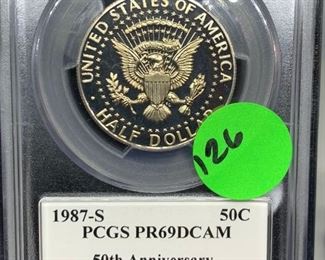 UNITED STATES OF AMERICA
HALF DOLLAR
126
1987-S 50C
PCGS PR69DCAM
50th Anniversary